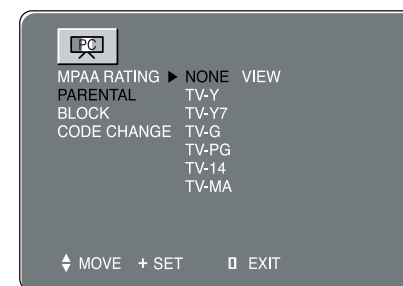 PC
MPAA RATING ▶ NONE VIEW
PARENTAL TV-Y
BLOCK TV-Y7
CODE CHANGE TV-G
TV-PG
TV-14
TV-MA
MOVE + SET EXIT